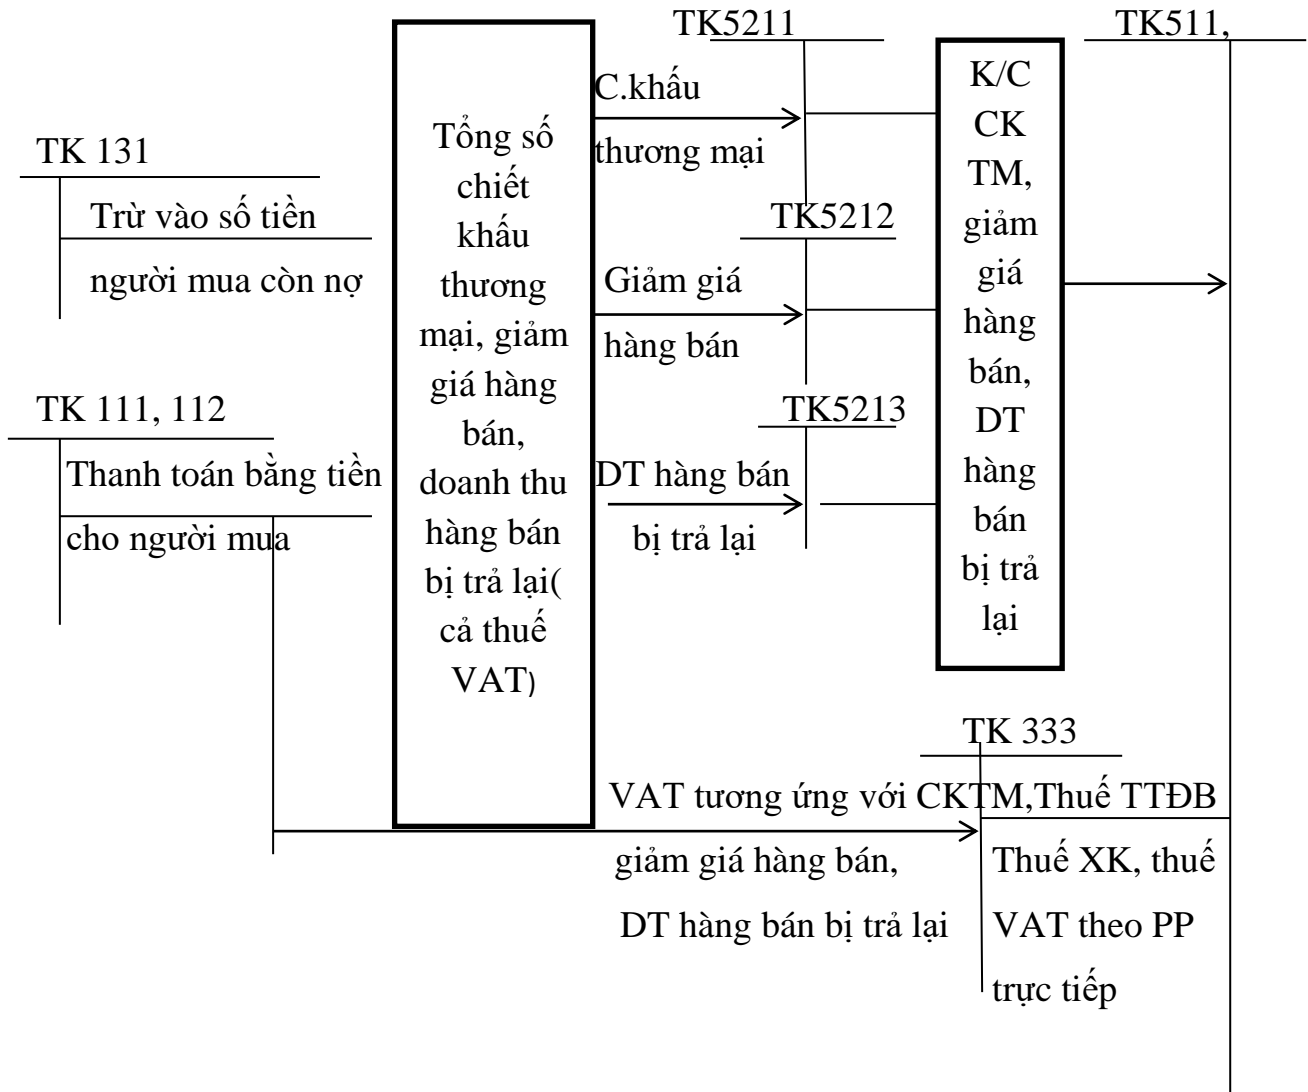 TK 131
Trừ vào số tiền
người mua còn nợ
TK 111, 112
Thanh toán bằng tiền
cho người mua
Tổng số
chiết
khấu
thương
mại, giảm
giá hàng
bán,
doanh thu
hàng bán
bị trả lại(
cả thuế
VAT)
TK5211
C.khấu
thương mại
TK5212
Giảm giá
hàng bán
TK5213
DT hàng bán
bị trả lại
K/C
CK
TM,
giảm
giá
hàng
bán,
DT
hàng
bán
bị trả
lại
TK511,
TK 333
VAT tương ứng với CKTM,
giảm giá hàng bán,
DT hàng bán bị trả lại
Thuế TTĐB
Thuế XK, thuế
VAT theo PP
trực tiếp